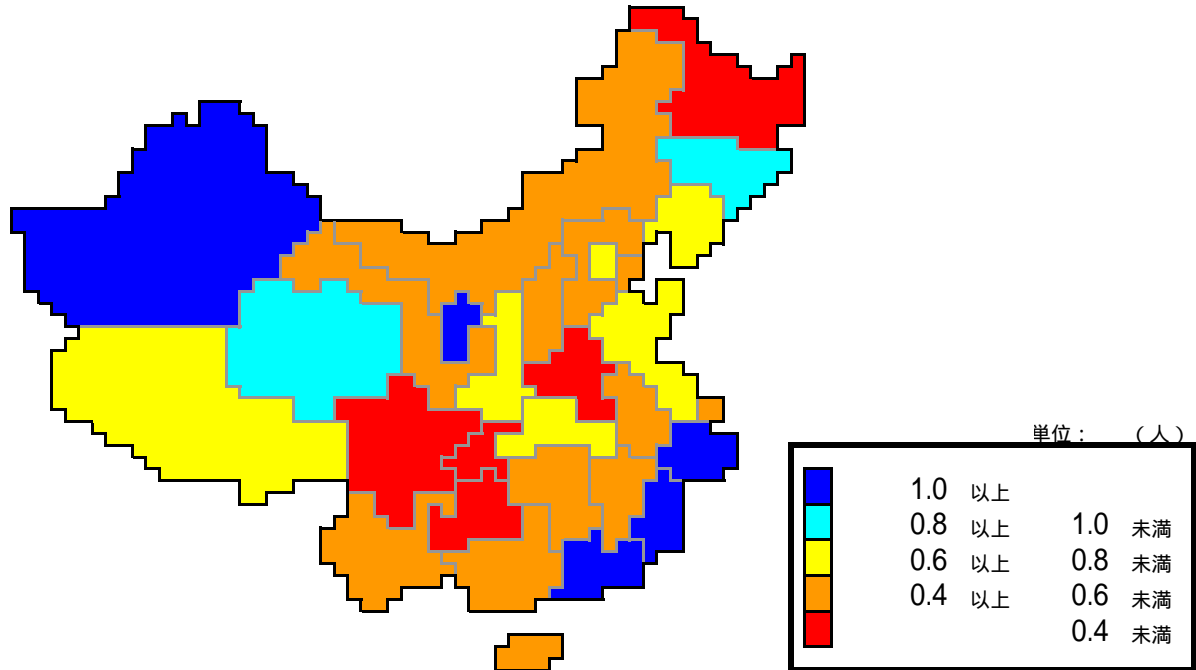 単位： （人）
1.0 以上
0.8 以上 1.0 未満
0.6 以上 0.8 未満
0.4 以上 0.6 未満
0.4 未満